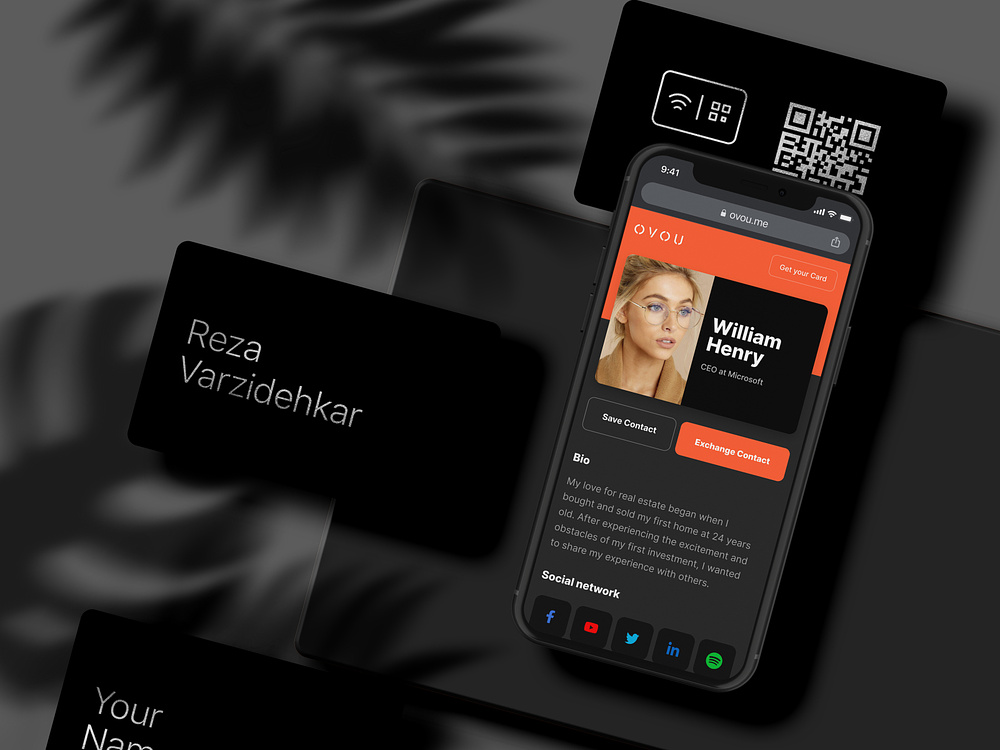 9:41
ovou.me
OVOU
Get your Card
William
Henry
CEO at Microsoft
Save Contact
Exchange Contact
Bio
My love for real estate began when I
bought and sold my first home at 24 years
old. After experiencing the excitement and
obstacles of my first investment, I wanted
to share my experience with others.
Social network
Reza
Varzidehkar
Your
Nam